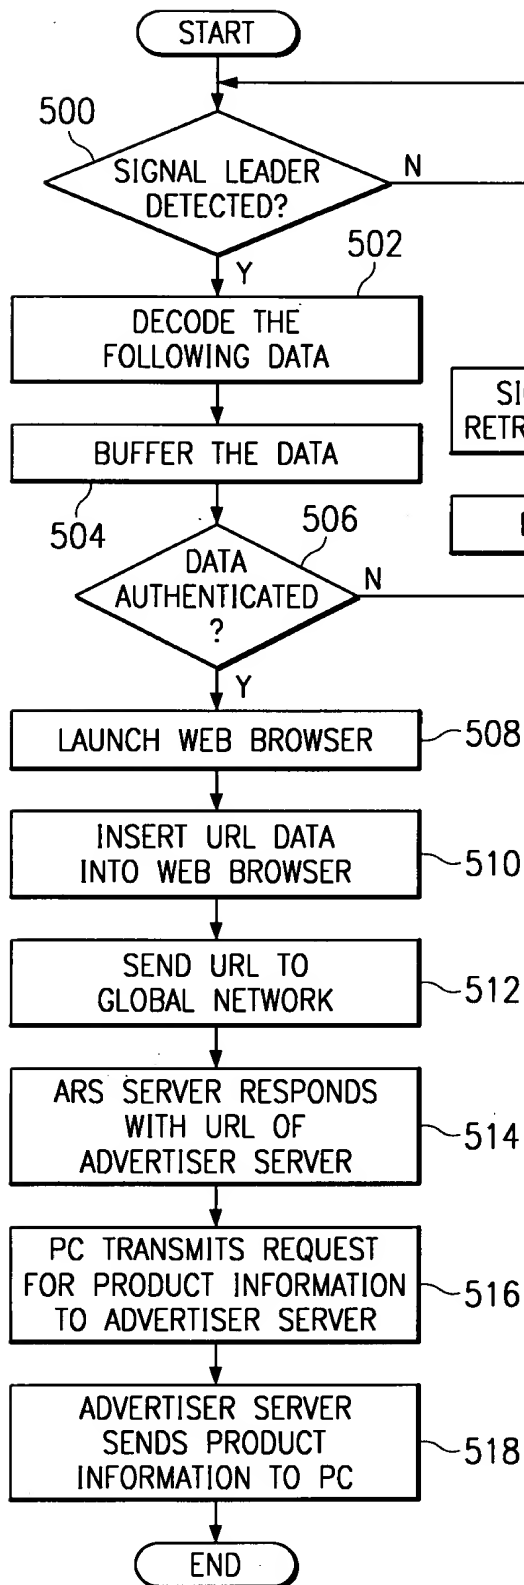 START
500
SIGNAL LEADER
DETECTED?
N
Y
502
DECODE THE
FOLLOWING DATA
BUFFER THE DATA
504
506
DATA
AUTHENTICATED
?
N
Y
LAUNCH WEB BROWSER
508
INSERT URL DATA
INTO WEB BROWSER
510
SEND URL TO
GLOBAL NETWORK
512
ARS SERVER RESPONDS
WITH URL OF
ADVERTISER SERVER
514
PC TRANSMITS REQUEST
FOR PRODUCT INFORMATION
TO ADVERTISER SERVER
516
ADVERTISER SERVER
SENDS PRODUCT
INFORMATION TO PC
518
END